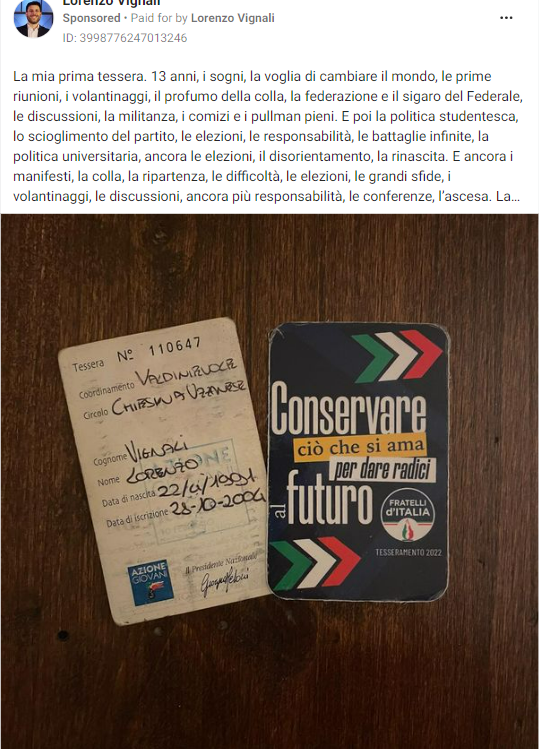 Lorenzo Vignali
Sponsored • Paid for by Lorenzo Vignali
ID: 3998776247013246
La mia prima tessera. 13 anni, i sogni, la voglia di cambiare il mondo, le prime
riunioni, i volantinaggi, il profumo della colla, la federazione e il sigaro del Federale,
le discussioni, la militanza, i comizi e i pullman pieni. E poi la politica studentesca,
lo scioglimento del partito, le elezioni, le responsabilità, le battaglie infinite, la
politica universitaria, ancora le elezioni, il disorientamento, la rinascita. E ancora i
manifesti, la colla, la ripartenza, le difficoltà, le elezioni, le grandi sfide, i
volantinaggi, le discussioni, ancora più responsabilità, le conferenze, l'ascesa. La...
Tessera Nº 110647
Coordinamento VALDINIEVOLE
Circolo CHIESINA UZZANESE
Cognome VIGNALI
Nome LORENZO
Data di nascita 22/4/1991
Data di iscrizione 28-10-2004
AZIONE
GIOVANI
Il Presidente Nazionale
Conservare
ciò che si ama
per dare radici
al futuro
FRATELLI
d'ITALIA
TESSERAMENTO 2022